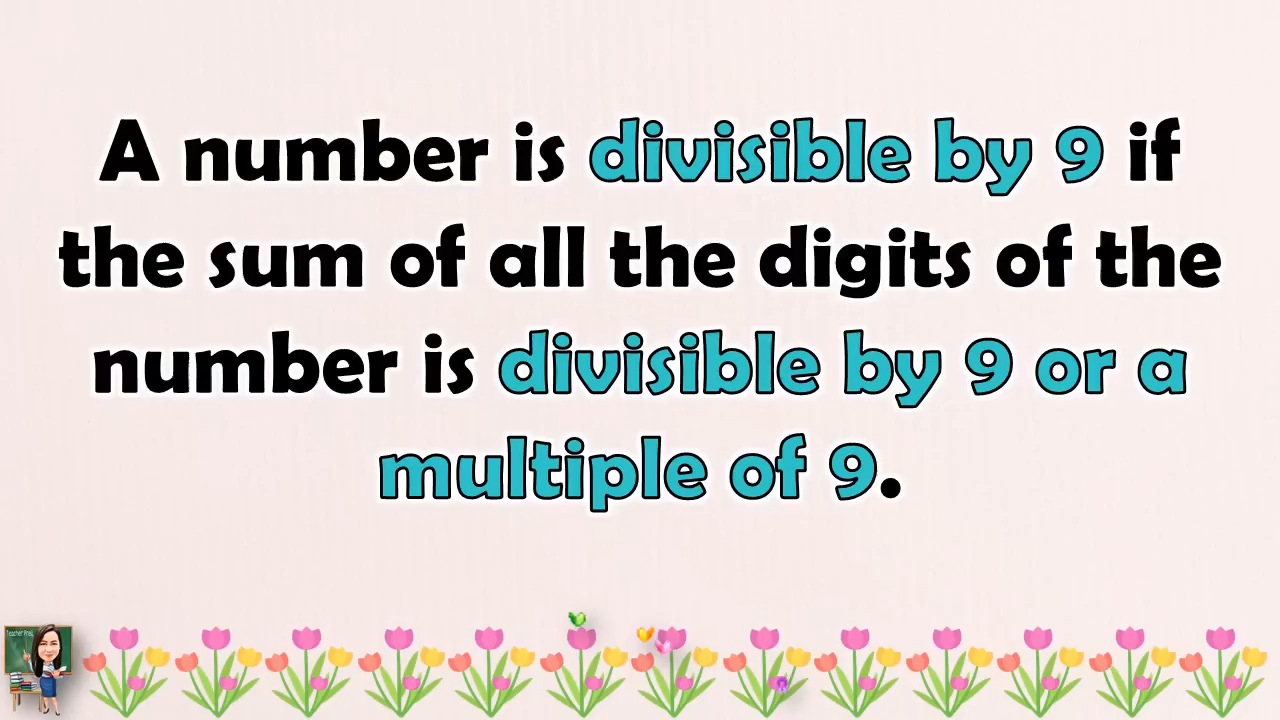 A number is divisible by 9 if
the sum of all the digits of the
number is divisible by 9 or a
multiple of 9.